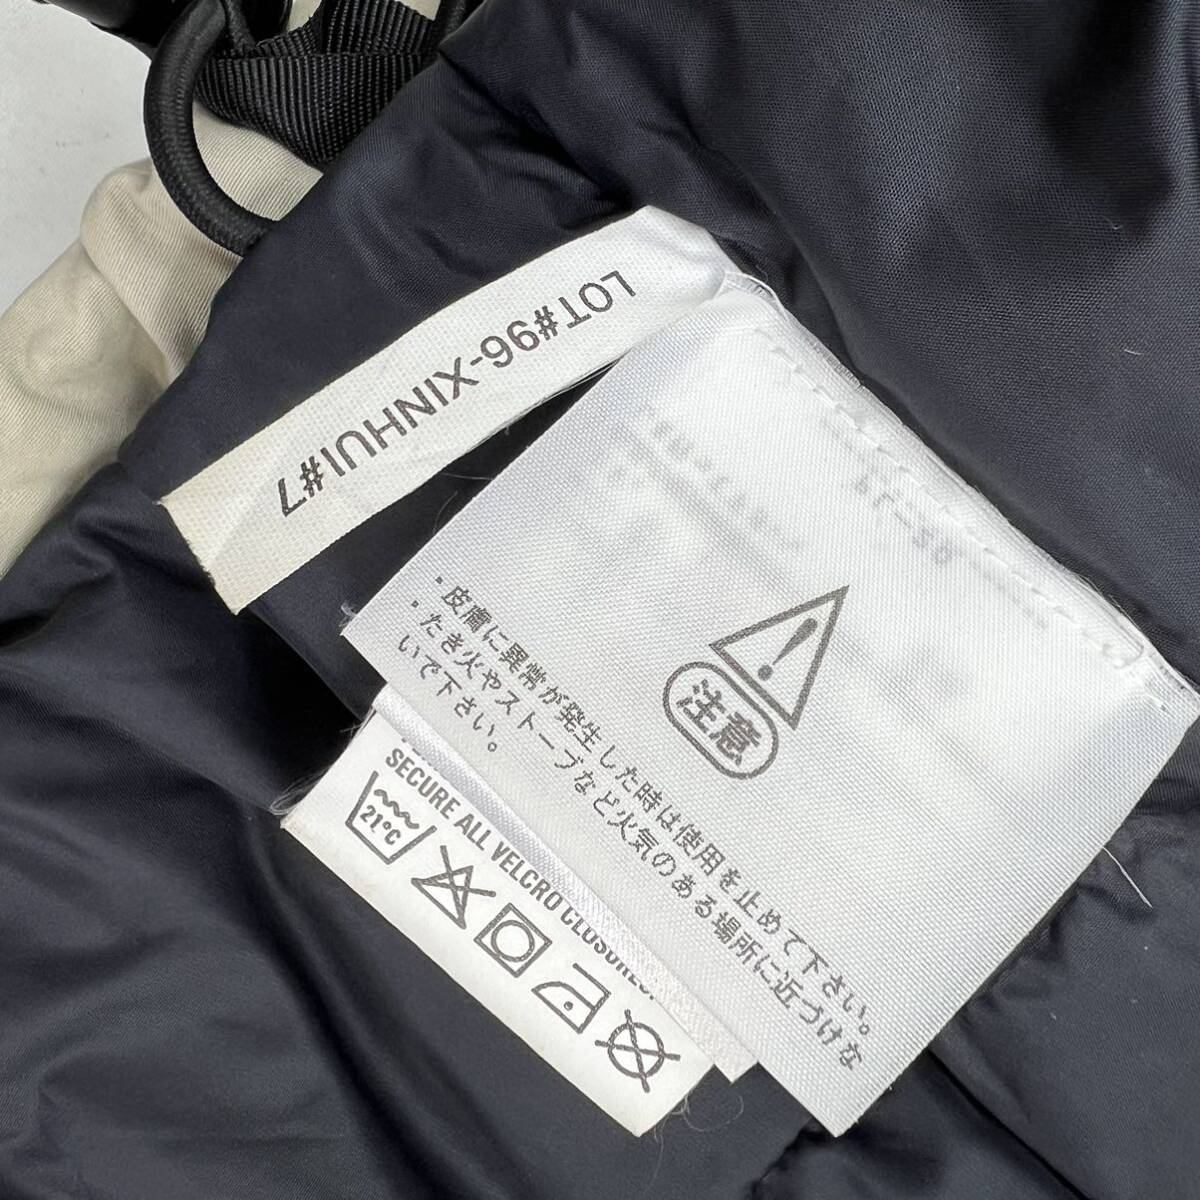 LOT#96-XINHUI#7
注意
・皮膚に異常が発生した時は使用を止めて下さい。
・たき火やストーブなど火気のある場所に近づけな
いで下さい。
SECURE ALL VELCRO CLOSURES.
21°C